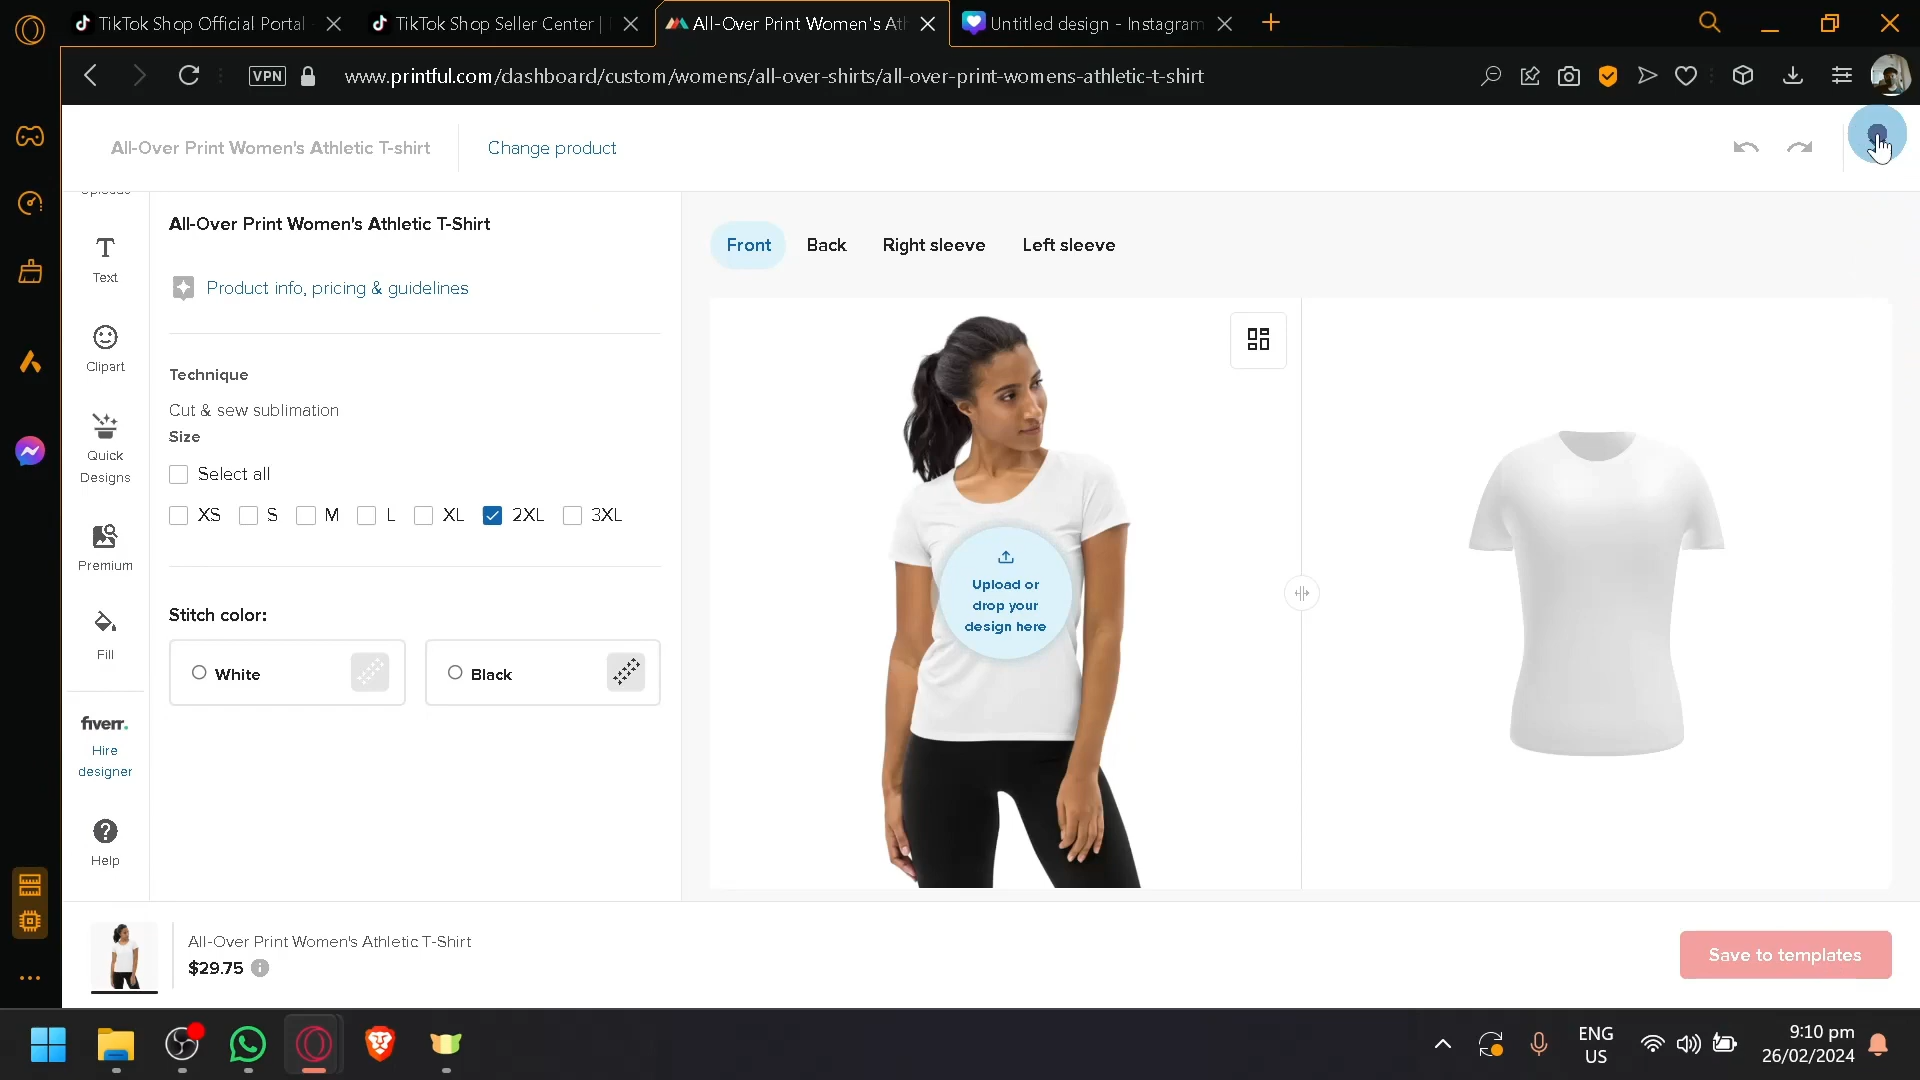 TikTok Shop Official Portal
TikTok Shop Seller Center |
All-Over Print Women's Ath
Untitled design - Instagram
VPN
www.printful.com/dashboard/custom/womens/all-over-shirts/all-over-print-womens-athletic-t-shirt
All-Over Print Women's Athletic T-shirt
Change product
Uploads
Text
Clipart
Quick
Designs
Premium
Fill
fiverr.
Hire
designer
Help
All-Over Print Women's Athletic T-Shirt
Product info, pricing & guidelines
Technique
Cut & sew sublimation
Size
Select all
XS S M L XL 2XL 3XL
Stitch color:
White
Black
Front Back Right sleeve Left sleeve
Upload or
drop your
design here
All-Over Print Women's Athletic T-Shirt
$29.75
Save to templates
ENG
US
9:10 pm
26/02/2024